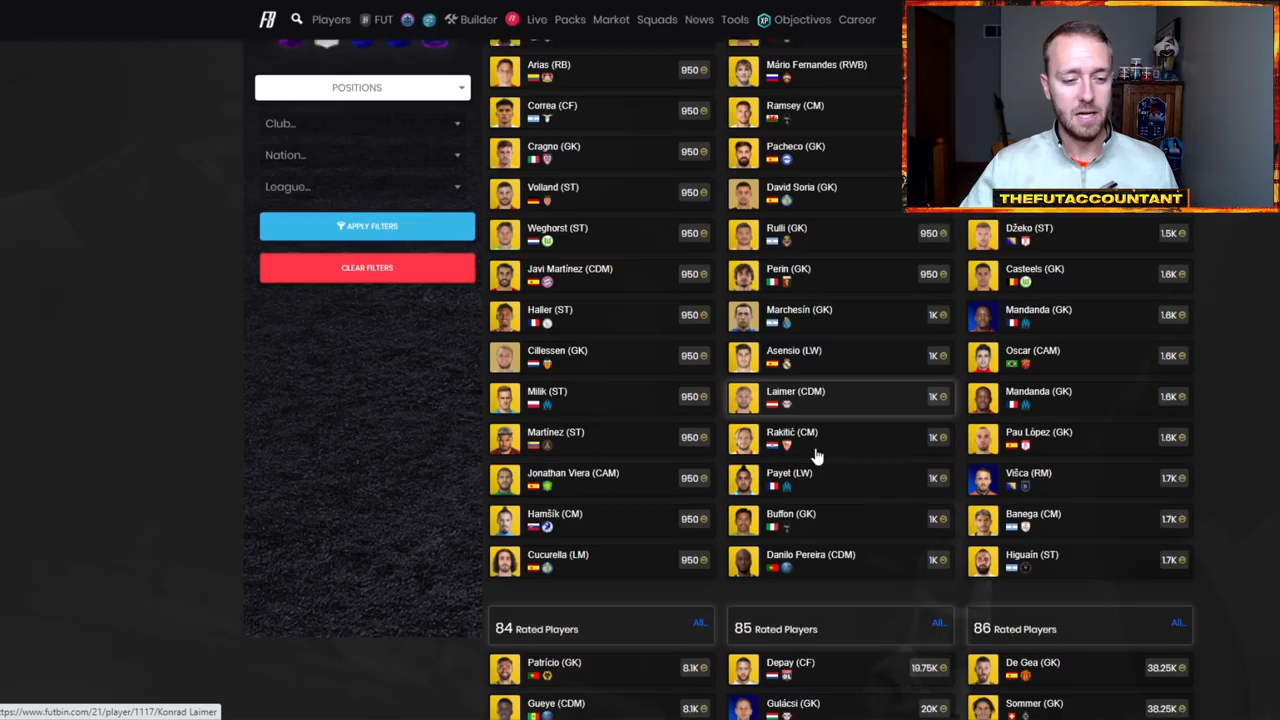 Players FUT Builder Live Packs Market Squads News Tools XP Objectives Career
POSITIONS
Club...
Nation...
League...
APPLY FILTERS
CLEAR FILTERS
Arias (RB) 950
Correa (CF) 950
Cragno (GK) 950
Volland (ST) 950
Weghorst (ST) 950
Javi Martínez (CDM) 950
Haller (ST) 950
Cillessen (GK) 950
Milik (ST) 950
Martínez (ST) 950
Jonathan Viera (CAM) 950
Hamšík (CM) 950
Cucurella (LM) 950
Mário Fernandes (RWB)
Ramsey (CM)
Pacheco (GK)
David Soria (GK)
Rulli (GK) 950
Perin (GK) 950
Marchesín (GK) 1K
Asensio (LW) 1K
Laimer (CDM) 1K
Rakitić (CM) 1K
Payet (LW) 1K
Buffon (GK) 1K
Danilo Pereira (CDM) 1K
THEFUTACCOUNTANT
Džeko (ST) 1.5K
Casteels (GK) 1.6K
Mandanda (GK) 1.6K
Oscar (CAM) 1.6K
Mandanda (GK) 1.6K
Pau López (GK) 1.6K
Višca (RM) 1.7K
Banega (CM) 1.7K
Higuaín (ST) 1.7K
84 Rated Players All..
Patrício (GK) 8.1K
Gueye (CDM) 8.1K
85 Rated Players All..
Depay (CF) 19.75K
Gulácsi (GK) 20K
86 Rated Players All..
De Gea (GK) 38.25K
Sommer (GK) 38.25K
ttps://www.futbin.com/21/player/1117/Konrad Laimer